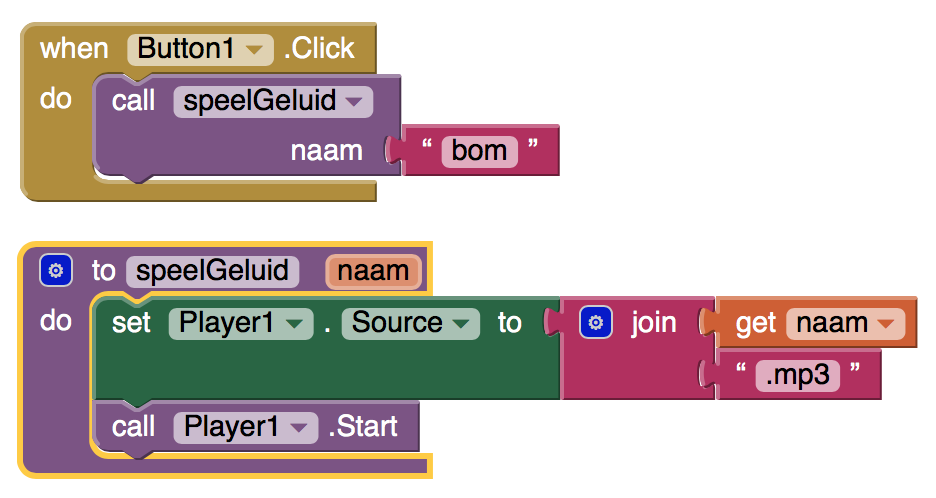 when Button1 .Click
do call speelGeluid
naam “ bom ”
to speelGeluid naam
do set Player1 . Source to join get naam
“ .mp3 ”
call Player1 .Start